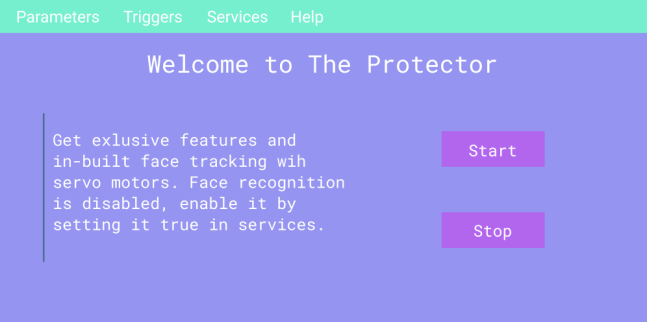 Parameters Triggers Services Help
Welcome to The Protector
Get exlusive features and
in-built face tracking wih
servo motors. Face recognition
is disabled, enable it by
setting it true in services.
Start
Stop